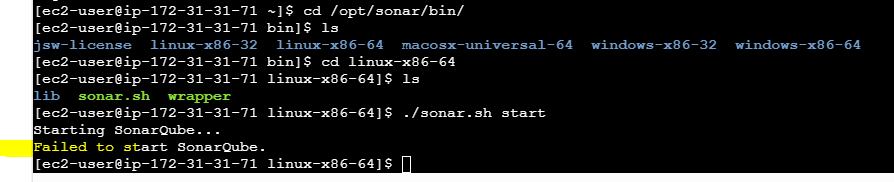 [ec2-user@ip-172-31-31-71 ~]$ cd /opt/sonar/bin/
[ec2-user@ip-172-31-31-71 bin]$ ls
jsw-license  linux-x86-32  linux-x86-64  macosx-universal-64  windows-x86-32  windows-x86-64
[ec2-user@ip-172-31-31-71 bin]$ cd linux-x86-64
[ec2-user@ip-172-31-31-71 linux-x86-64]$ ls
lib  sonar.sh  wrapper
[ec2-user@ip-172-31-31-71 linux-x86-64]$ ./sonar.sh start
Starting SonarQube...
Failed to start SonarQube.
[ec2-user@ip-172-31-31-71 linux-x86-64]$